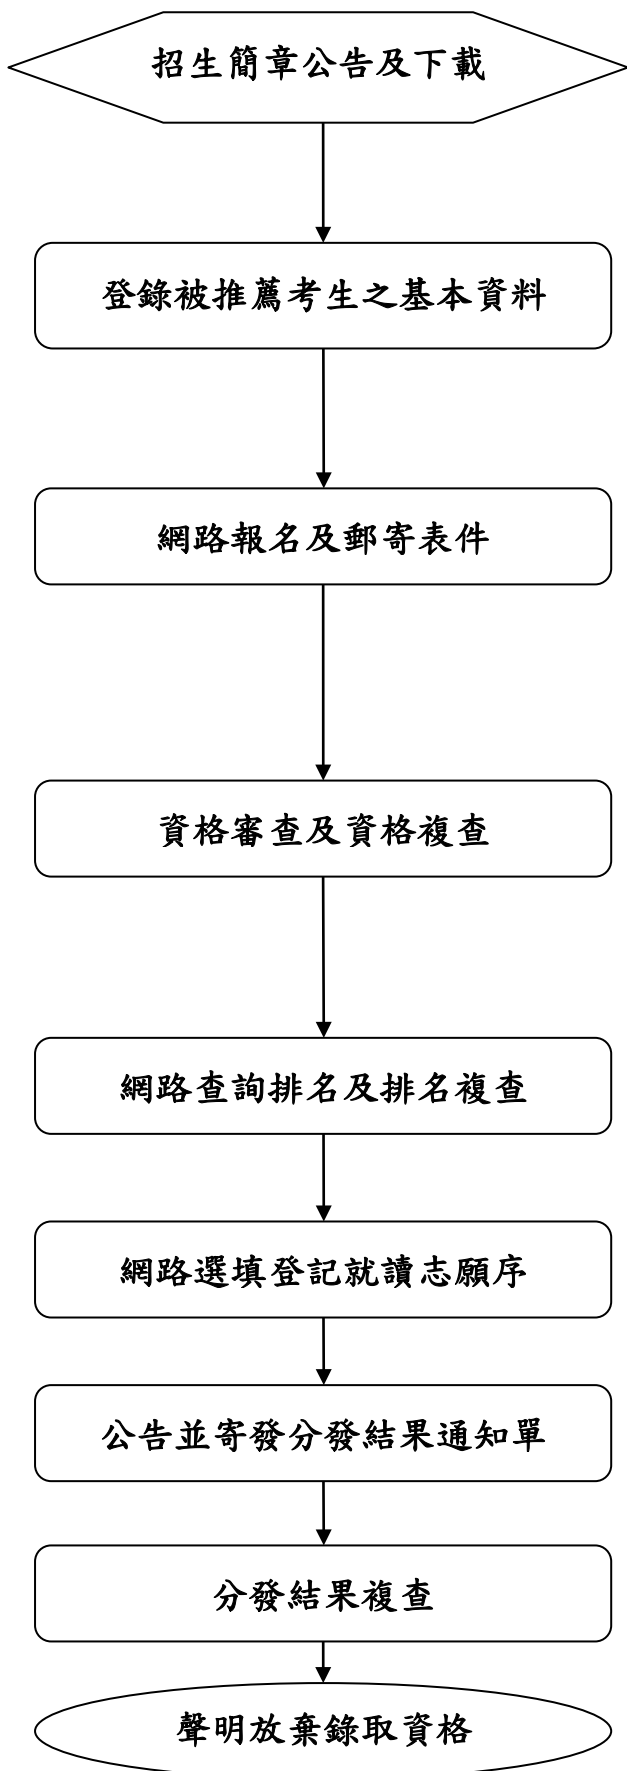 招生簡章公告及下載
登錄被推薦考生之基本資料
網路報名及郵寄表件
資格審查及資格複查
網路查詢排名及排名複查
網路選填登記就讀志願序
公告並寄發分發結果通知單
分發結果複查
聲明放棄錄取資格